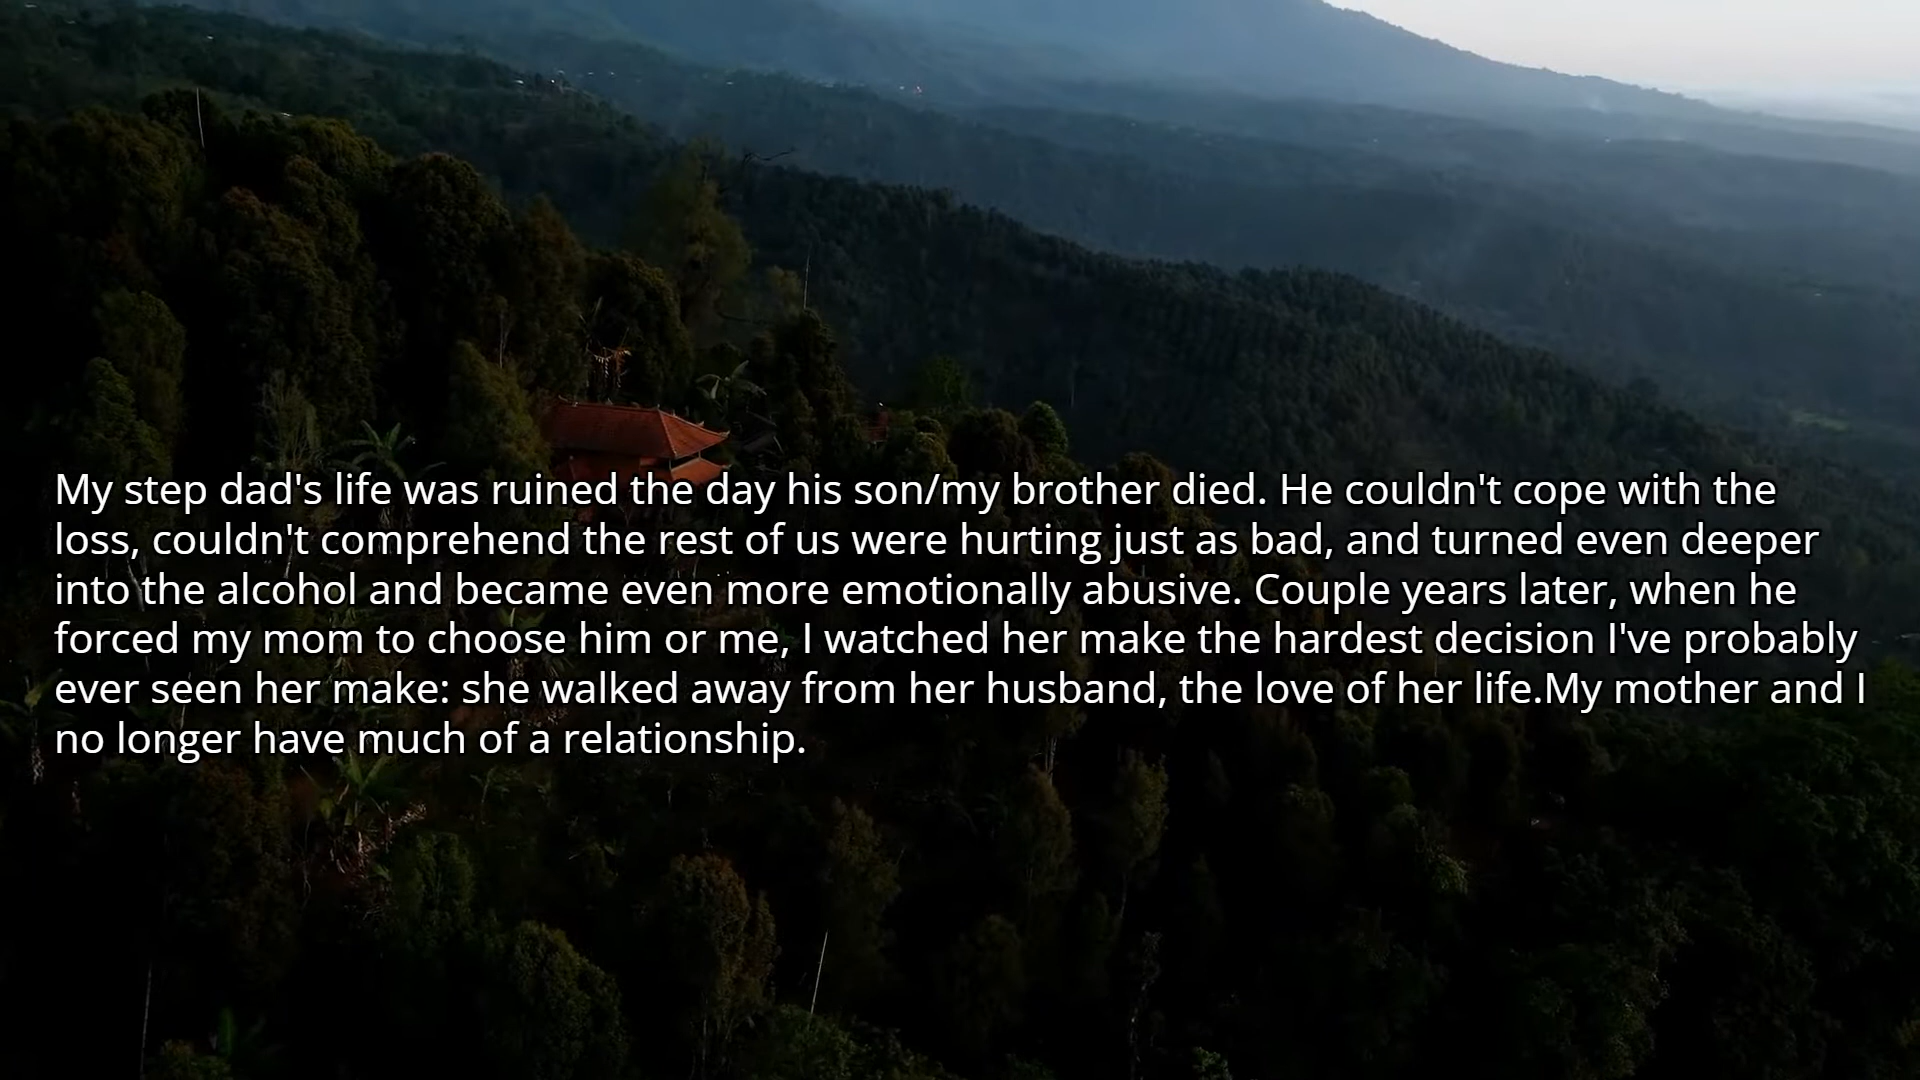 My step dad's life was ruined the day his son/my brother died. He couldn't cope with the
loss, couldn't comprehend the rest of us were hurting just as bad, and turned even deeper
into the alcohol and became even more emotionally abusive. Couple years later, when he
forced my mom to choose him or me, I watched her make the hardest decision I've probably
ever seen her make: she walked away from her husband, the love of her life.My mother and I
no longer have much of a relationship.